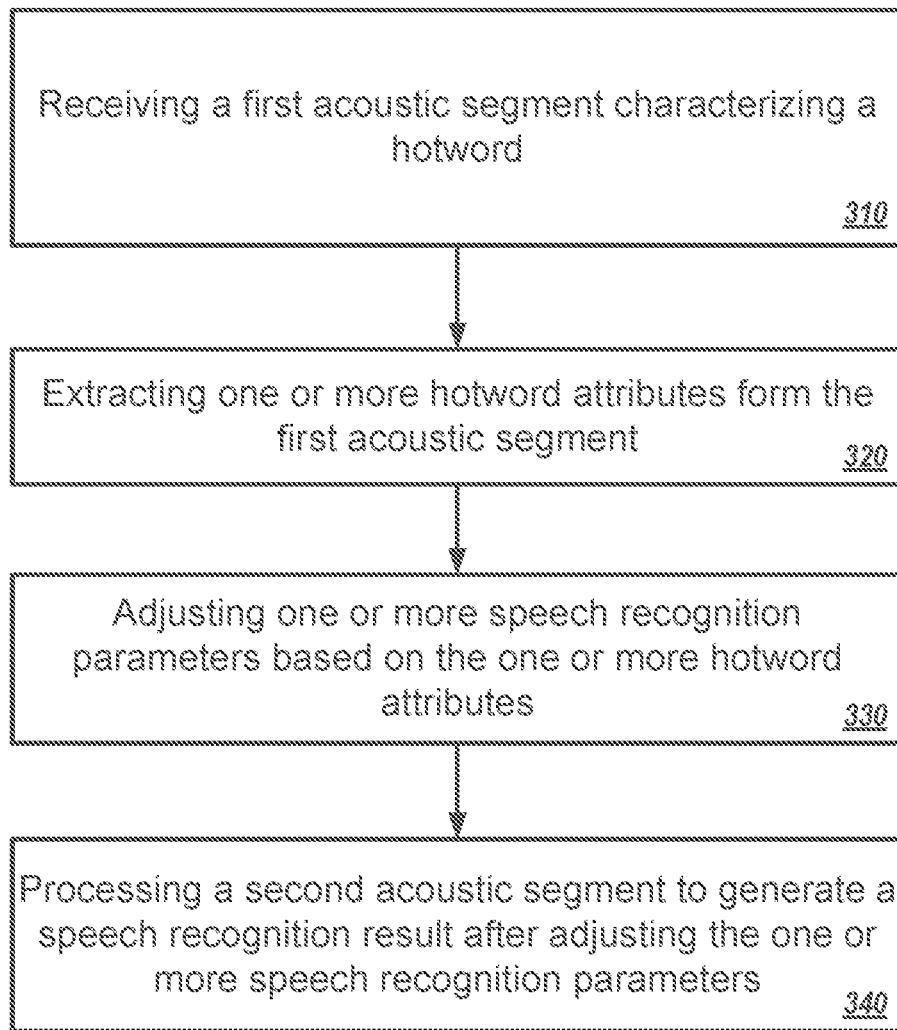 Receiving a first acoustic segment characterizing a
hotword
310
Extracting one or more hotword attributes form the
first acoustic segment
320
Adjusting one or more speech recognition
parameters based on the one or more hotword
attributes
330
Processing a second acoustic segment to generate a
speech recognition result after adjusting the one or
more speech recognition parameters
340